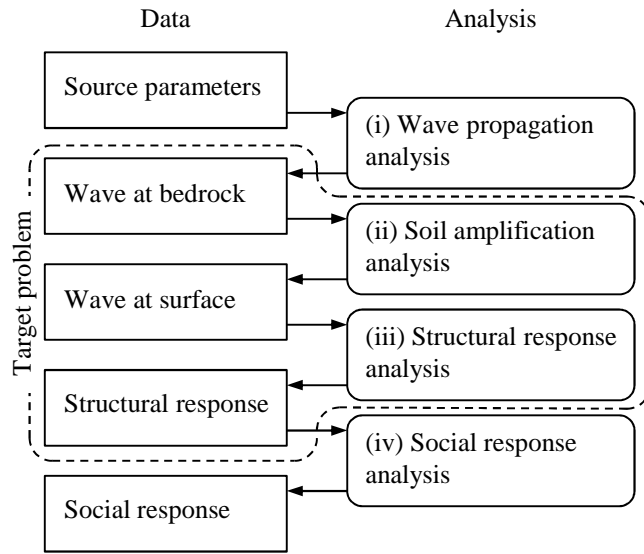 Data
Analysis
Source parameters
(i) Wave propagation
analysis
Wave at bedrock
(ii) Soil amplification
analysis
Wave at surface
(iii) Structural response
analysis
Structural response
(iv) Social response
analysis
Social response
Target problem